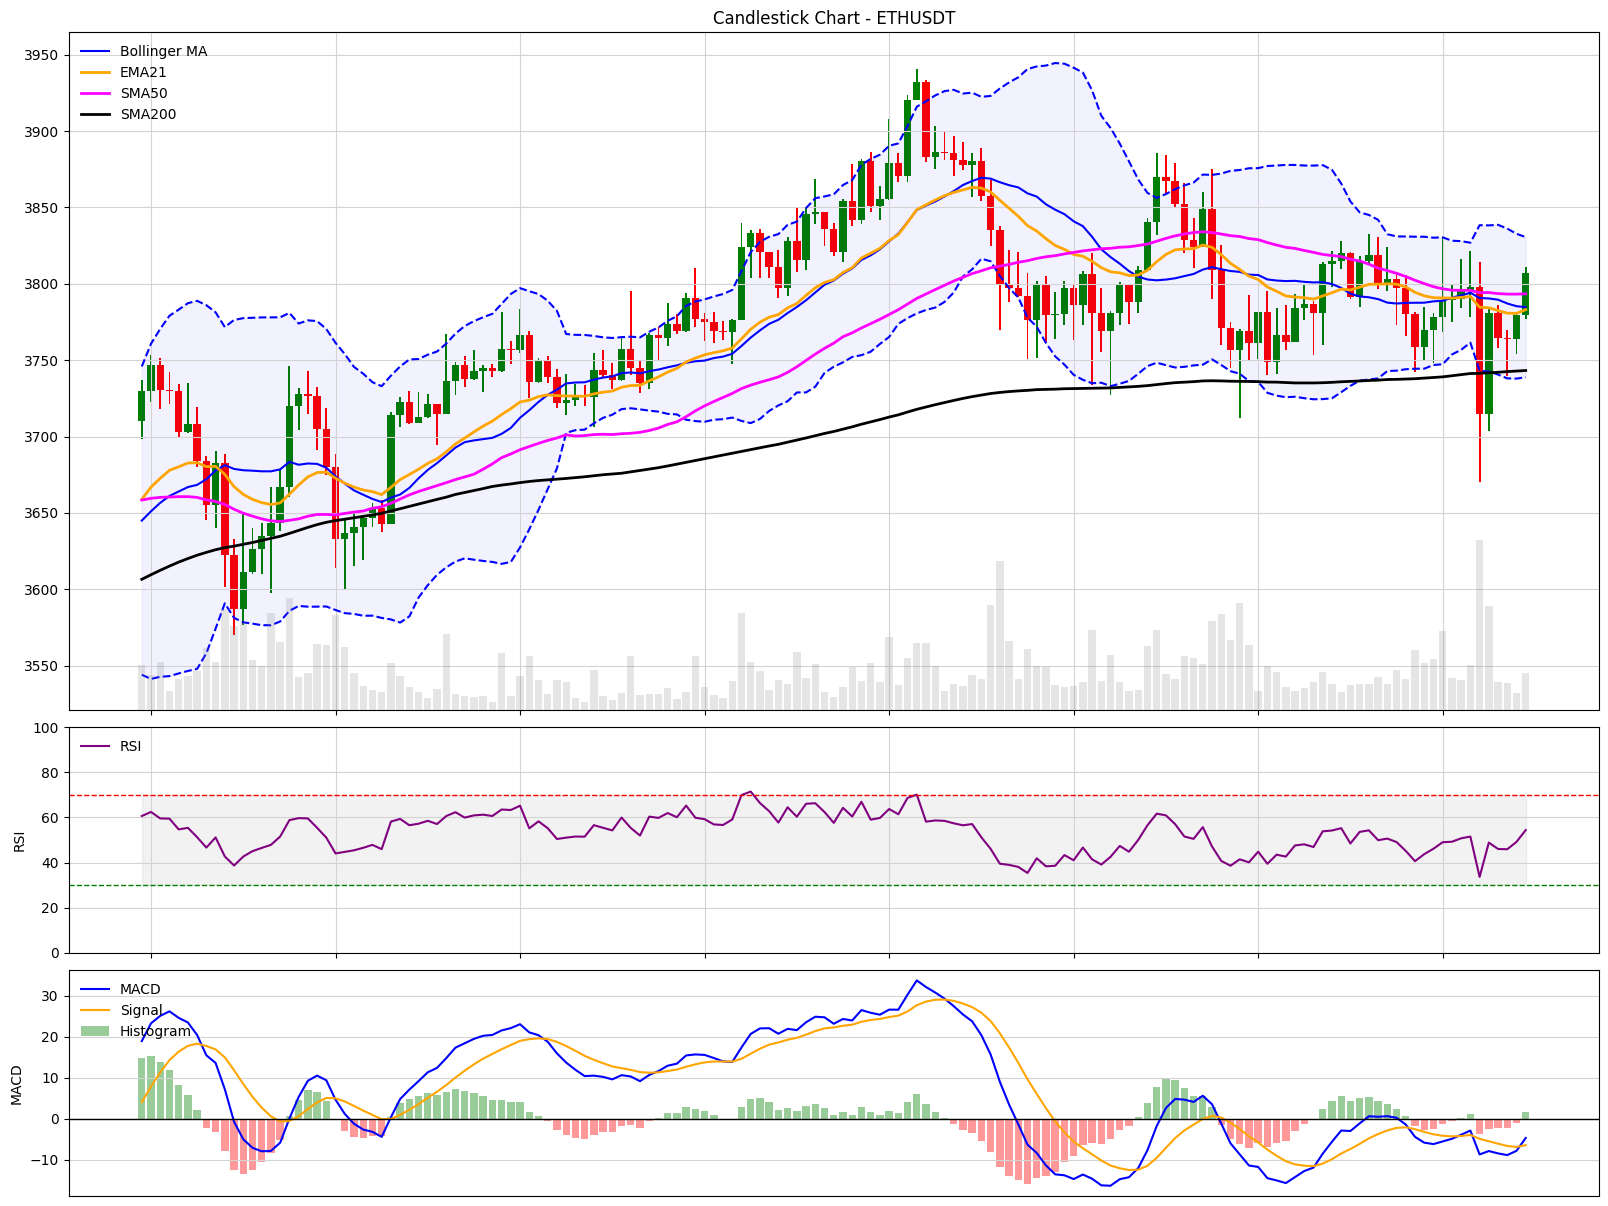 Candlestick Chart - ETHUSDT
Bollinger MA
EMA21
SMA50
SMA200
3950
3900
3850
3800
3750
3700
3650
3600
3550
RSI
100
80
60
40
20
0
RSI
MACD
Signal
Histogram
30
20
10
0
−10
MACD